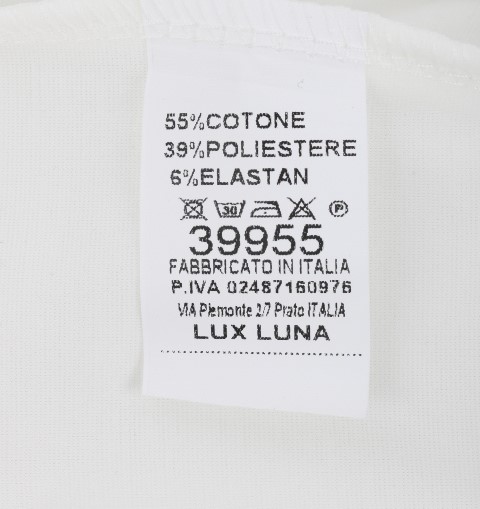 55%COTONE
39%POLIESTERE
6%ELASTAN
30 P
39955
FABBRICATO IN ITALIA
P.IVA 02487160976
VIA Piemonte 2/7 Prato ITALIA
LUX LUNA